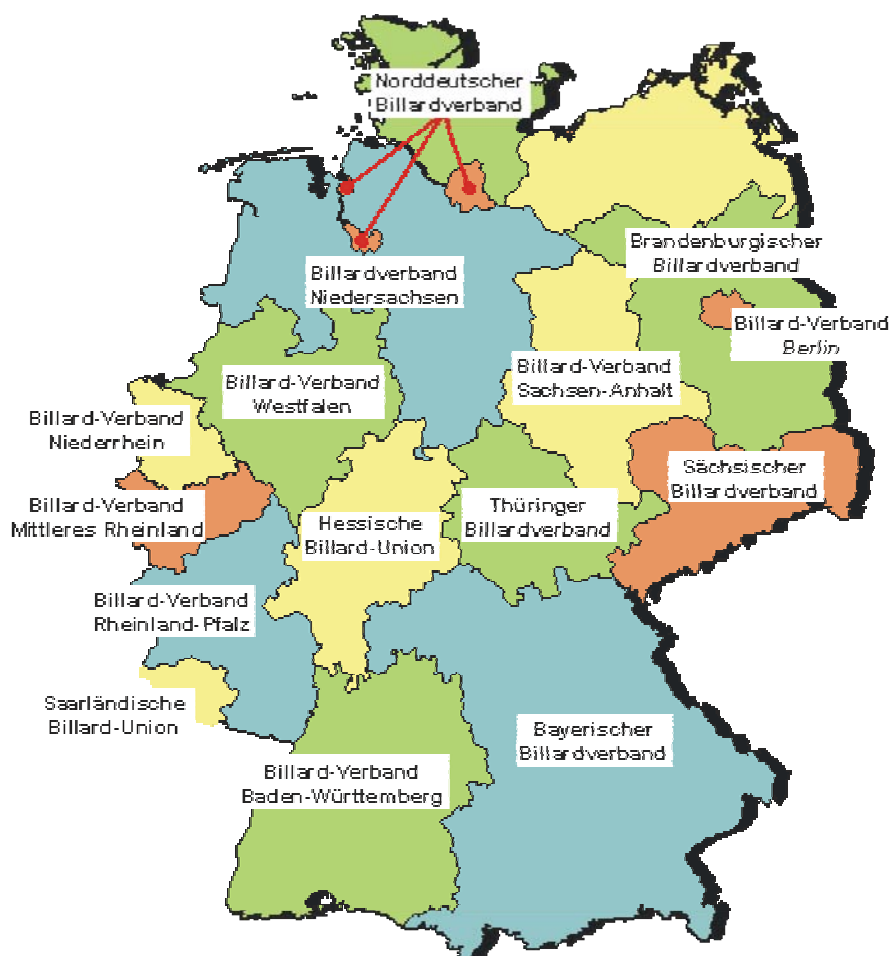 Norddeutscher
Billardverband
Brandenburgischer
Billardverband
Billardverband
Niedersachsen
Billard-Verband
Berlin
Billard-Verband
Sachsen-Anhalt
Billard-Verband
Westfalen
Billard-Verband
Niederrhein
Sächsischer
Billardverband
Billard-Verband
Mittleres Rheinland
Thüringer
Billardverband
Hessische
Billard-Union
Billard-Verband
Rheinland-Pfalz
Saarländische
Billard-Union
Bayerischer
Billardverband
Billard-Verband
Baden-Württemberg